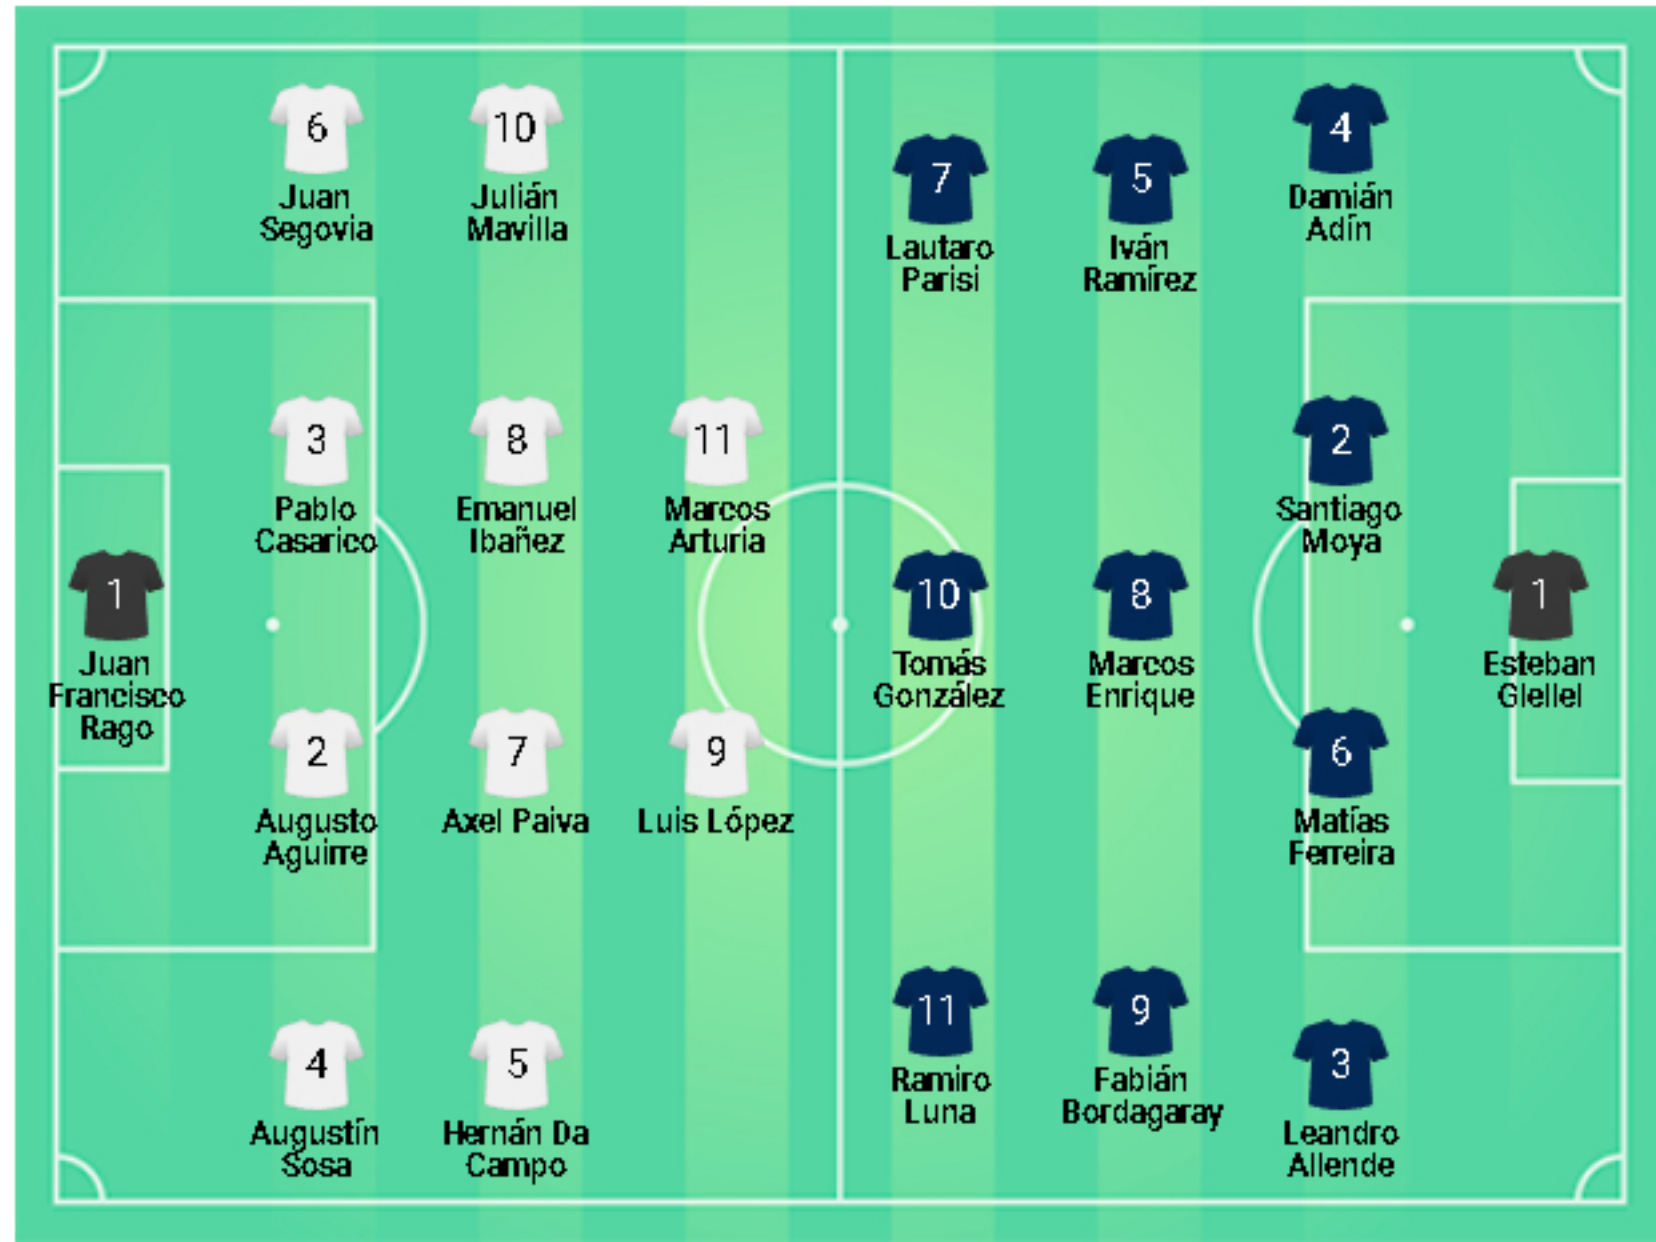 6
Juan
Segovia
10
Julián
Mavilla
7
Lautaro
Parisi
5
Iván
Ramírez
4
Damián
Adín
3
Pablo
Casarico
8
Emanuel
Ibañez
11
Marcos
Arturia
2
Santiago
Moya
1
Juan
Francisco
Rago
10
Tomás
González
8
Marcos
Enrique
1
Esteban
Glellel
2
Augusto
Aguirre
7
Axel Paiva
9
Luis López
6
Matías
Ferreira
4
Augustín
Sosa
5
Hernán Da
Campo
11
Ramiro
Luna
9
Fabián
Bordagaray
3
Leandro
Allende